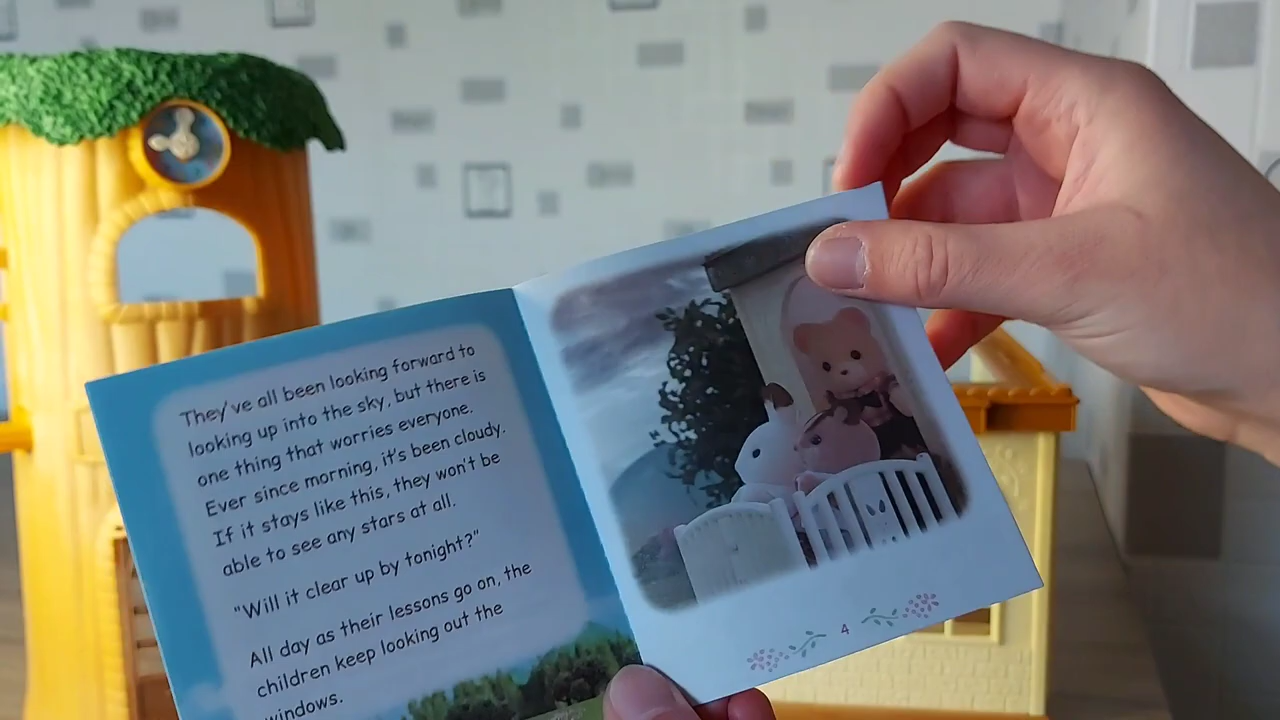 They've all been looking forward to
looking up into the sky, but there is
one thing that worries everyone.
Ever since morning, it's been cloudy.
If it stays like this, they won't be
able to see any stars at all.
"Will it clear up by tonight?"
All day as their lessons go on, the
children keep looking out the
windows.
4